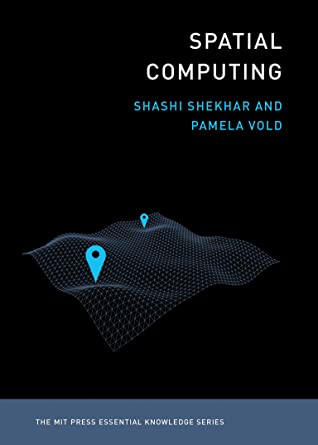 SPATIAL
COMPUTING
SHASHI SHEKHAR AND
PAMELA VOLD
THE MIT PRESS ESSENTIAL KNOWLEDGE SERIES